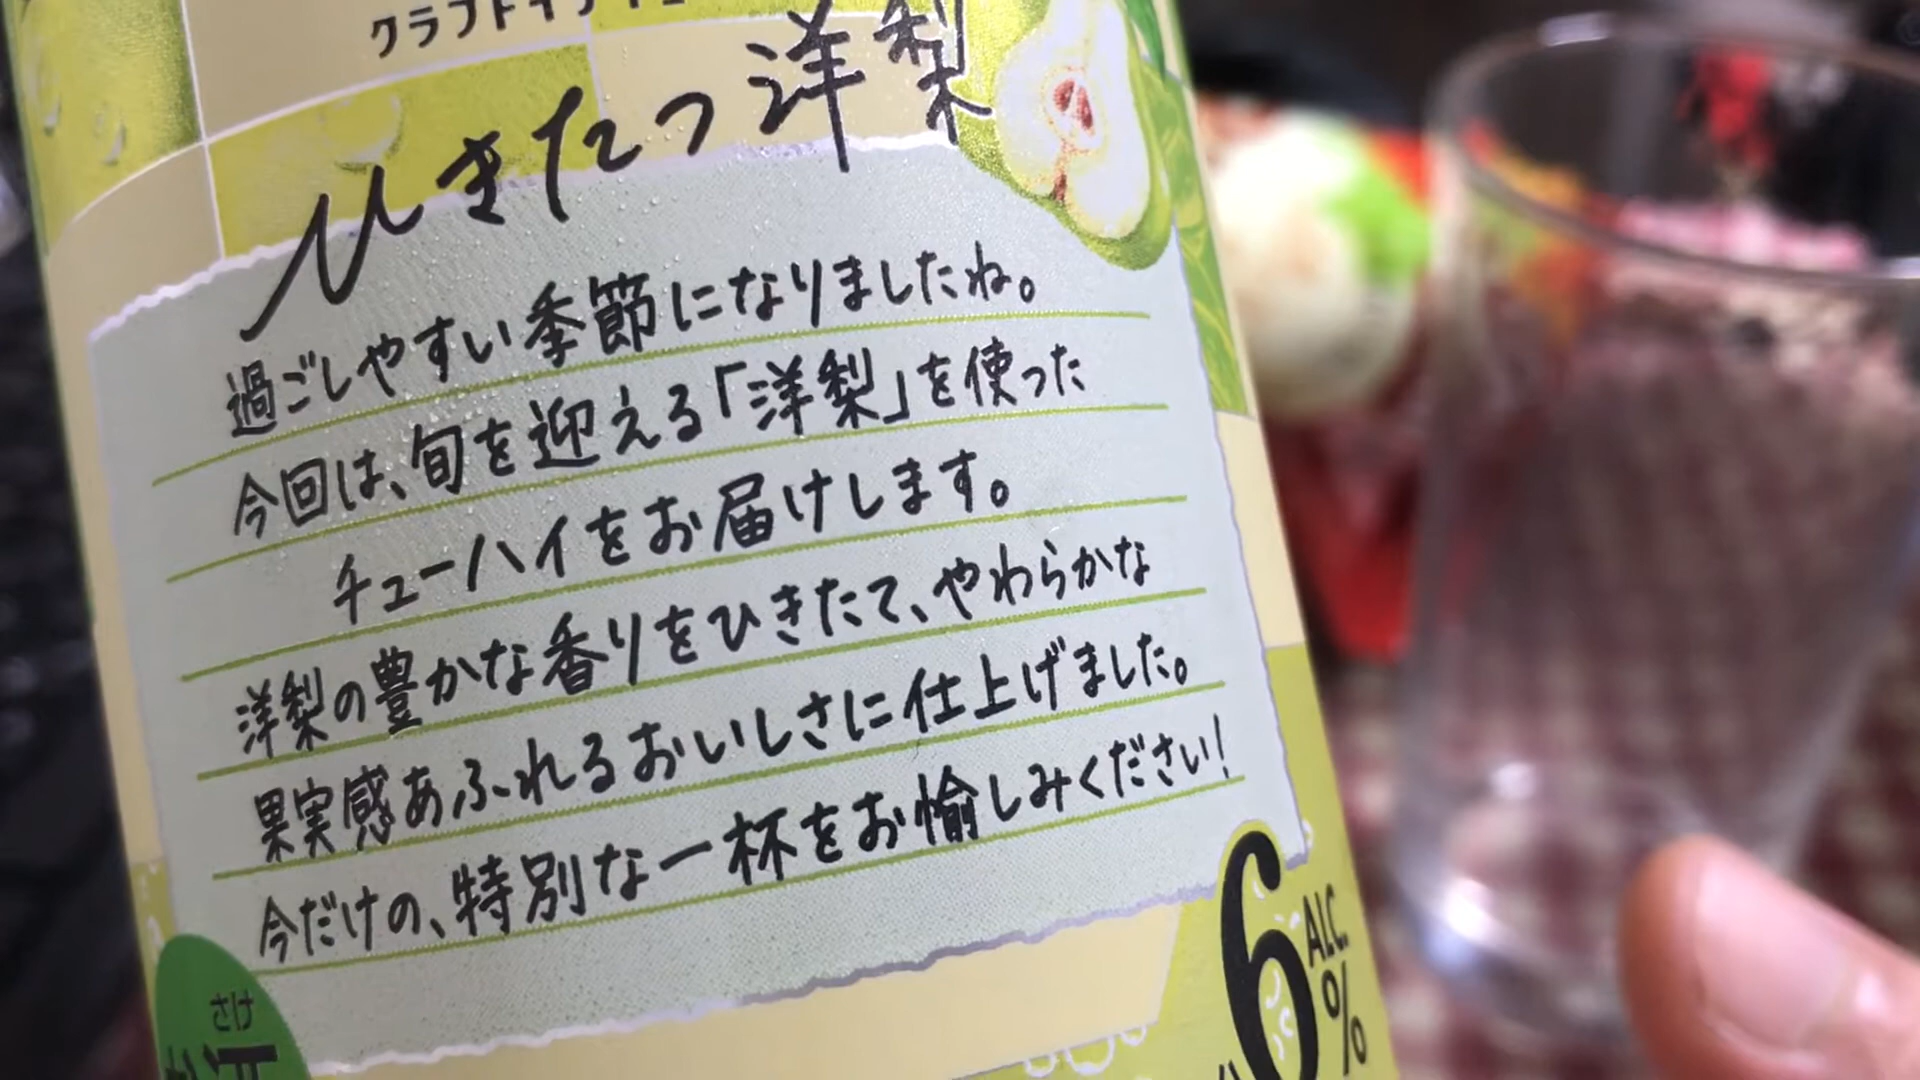 ひきたつ洋梨
過ごしやすい季節になりましたね。
今回は、旬を迎える「洋梨」を使った
チューハイをお届けします。
洋梨の豊かな香りをひきたて、やわらかな
果実感あふれるおいしさに仕上げました。
今だけの、特別な一杯をお愉しみください!
ALC.
6%
さけ